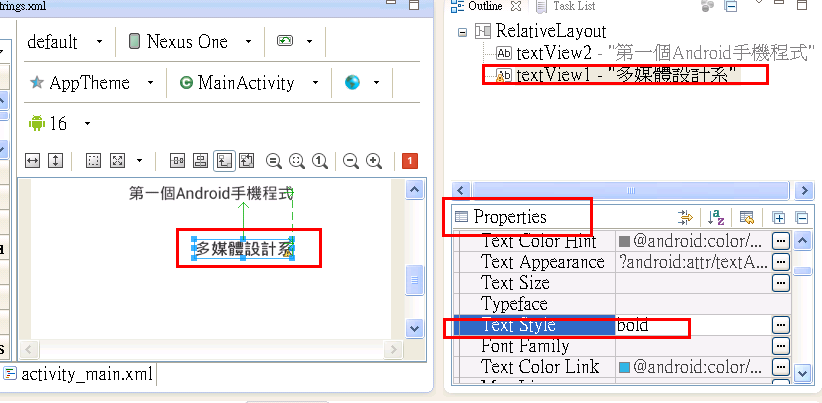 trings.xml
default
Nexus One
AppTheme
MainActivity
16
1
第一個Android手機程式
多媒體設計系
activity_main.xml
Outline
Task List
RelativeLayout
Ab textView2 - "第一個Android手機程式"
Ab textView1 - "多媒體設計系"
Properties
Text Color Hint @android:color/...
Text Appearance ?android:attr/textA...
Text Size
Typeface
Text Style bold
Font Family
Text Color Link @android:color/...